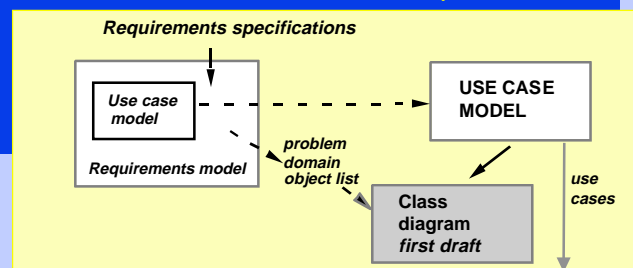 Requirements specifications
Use case
model
Requirements model
problem
domain
object list
USE CASE
MODEL
use
cases
Class
diagram
first draft